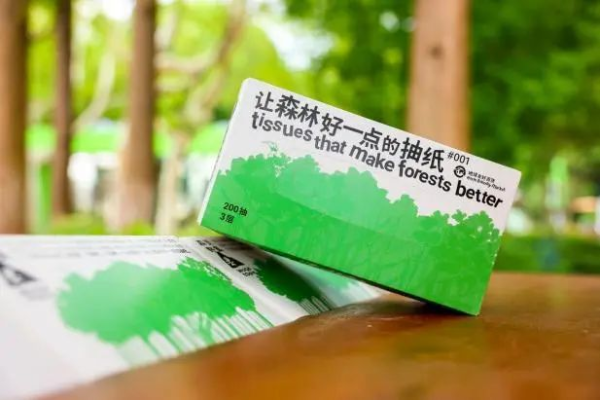 让森林好一点的抽纸
tissues that make forests better
#001
200抽
3层